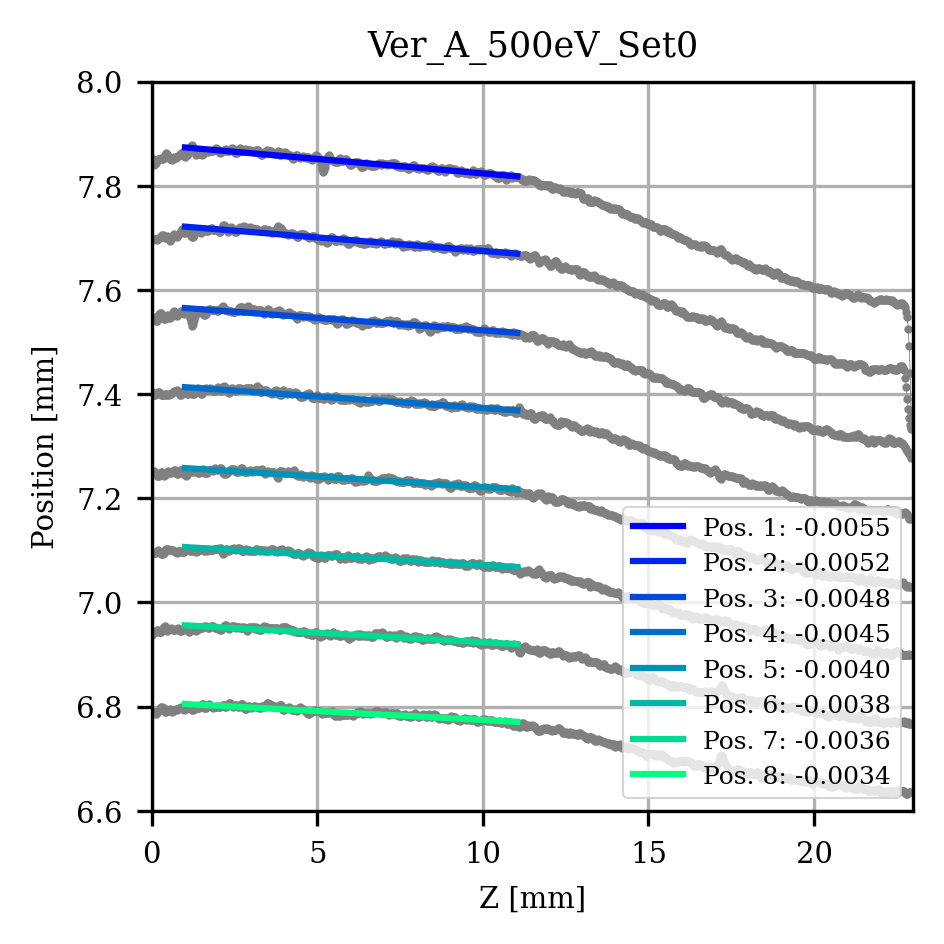 Ver_A_500eV_Set0
8.0
7.8
7.6
7.4
7.2
7.0
6.8
6.6
Position [mm]
Pos. 1: -0.0055
Pos. 2: -0.0052
Pos. 3: -0.0048
Pos. 4: -0.0045
Pos. 5: -0.0040
Pos. 6: -0.0038
Pos. 7: -0.0036
Pos. 8: -0.0034
0 5 10 15 20
Z [mm]